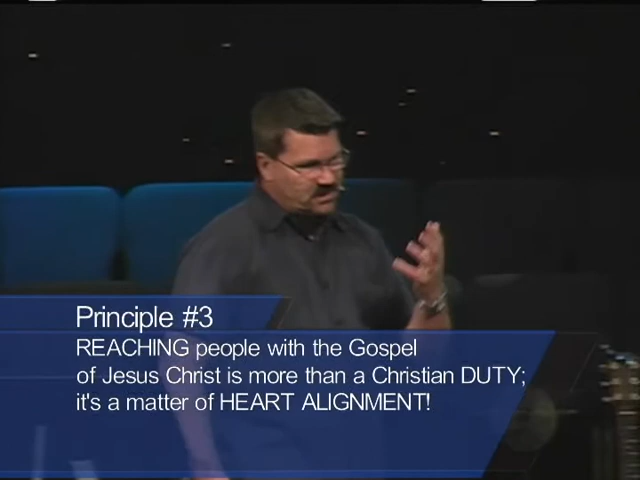 Principle #3
REACHING people with the Gospel
of Jesus Christ is more than a Christian DUTY;
it's a matter of HEART ALIGNMENT!